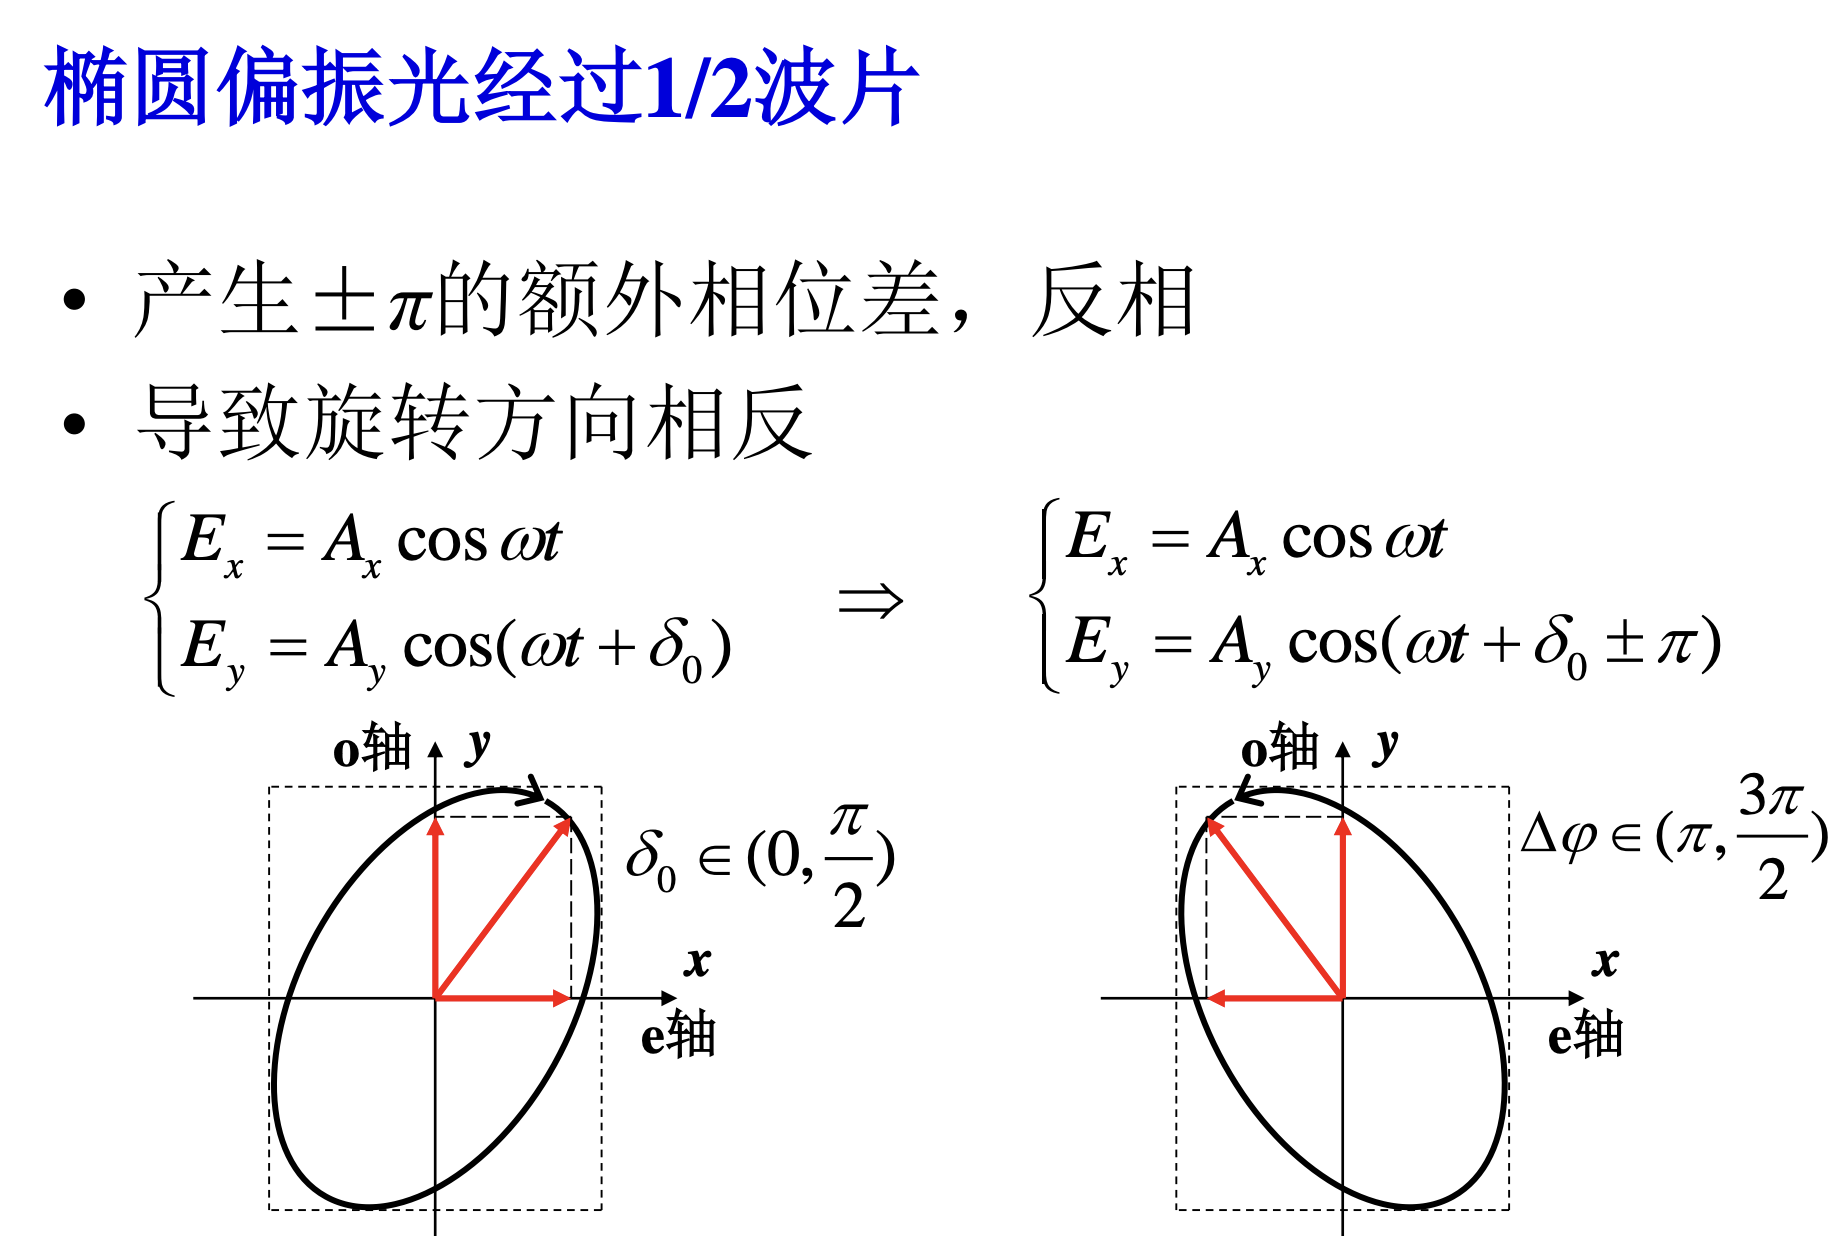 椭圆偏振光经过1/2波片
• 产生±π的额外相位差，反相
• 导致旋转方向相反
E_x = A_x cos ωt
E_y = A_y cos(ωt + δ_0)
⇒
E_x = A_x cos ωt
E_y = A_y cos(ωt + δ_0 ± π)
o轴 y
δ_0 ∈ (0, π/2)
x
e轴
o轴 y
Δφ ∈ (π, 3π/2)
x
e轴